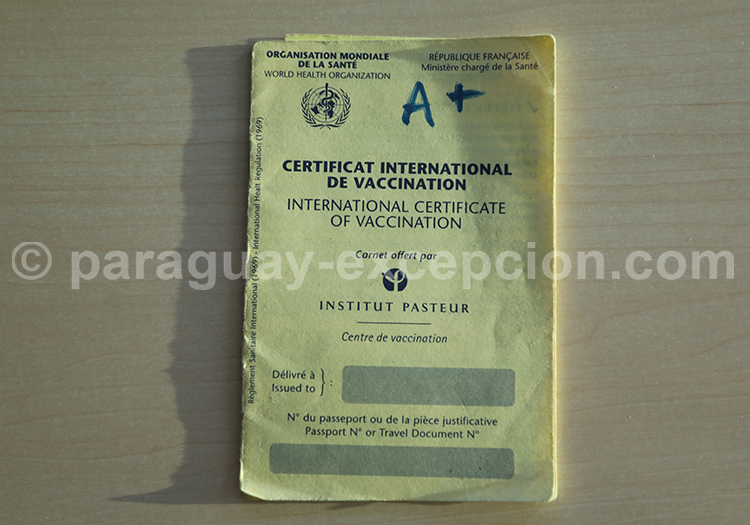 ORGANISATION MONDIALE
DE LA SANTÉ
WORLD HEALTH ORGANIZATION
RÉPUBLIQUE FRANÇAISE
Ministère chargé de la Santé
A+
CERTIFICAT INTERNATIONAL
DE VACCINATION
INTERNATIONAL CERTIFICATE
OF VACCINATION
Carnet offert par
INSTITUT PASTEUR
Centre de vaccination
Délivré à
Issued to
:
N° du passeport ou de la pièce justificative
Passport N° or Travel Document N°
Règlement Sanitaire International (1969) - International Healt Regulation (1969)
© paraguay-excepcion.com